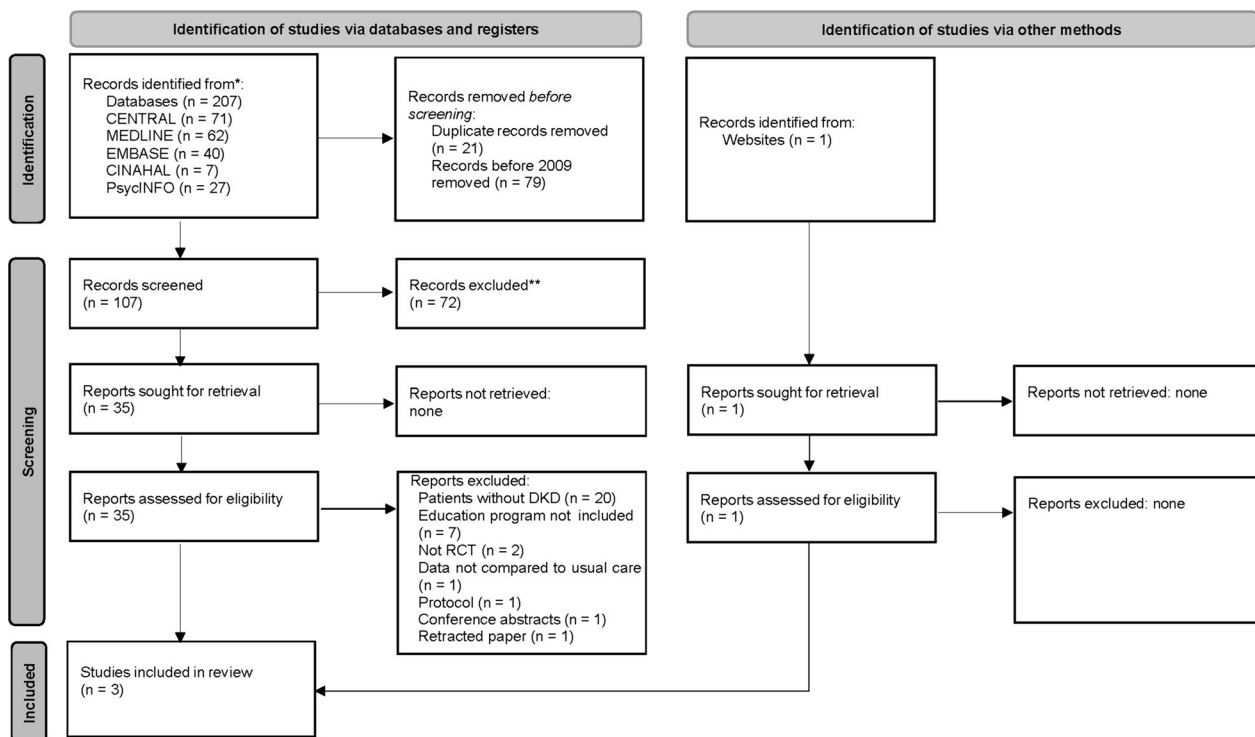 Identification of studies via databases and registers
Identification of studies via other methods
Identification
Records identified from*:
Databases (n = 207)
CENTRAL (n = 71)
MEDLINE (n = 62)
EMBASE (n = 40)
CINAHAL (n = 7)
PsycINFO (n = 27)
Records removed before
screening:
Duplicate records removed
(n = 21)
Records before 2009
removed (n = 79)
Records identified from:
Websites (n = 1)
Screening
Records screened
(n = 107)
Records excluded**
(n = 72)
Reports sought for retrieval
(n = 35)
Reports not retrieved:
none
Reports sought for retrieval
(n = 1)
Reports not retrieved: none
Reports assessed for eligibility
(n = 35)
Reports excluded:
Patients without DKD (n = 20)
Education program not included
(n = 7)
Not RCT (n = 2)
Data not compared to usual care
(n = 1)
Protocol (n = 1)
Conference abstracts (n = 1)
Retracted paper (n = 1)
Reports assessed for eligibility
(n = 1)
Reports excluded: none
Included
Studies included in review
(n = 3)